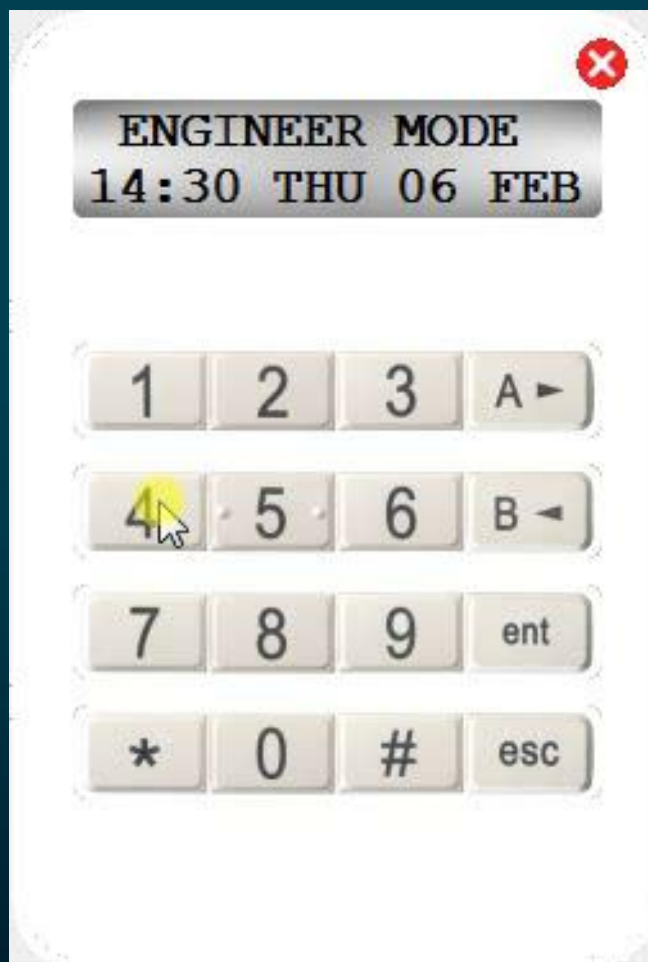 ENGINEER MODE
14:30 THU 06 FEB
1 2 3 A ►
4 5 6 B ◄
7 8 9 ent
* 0 # esc